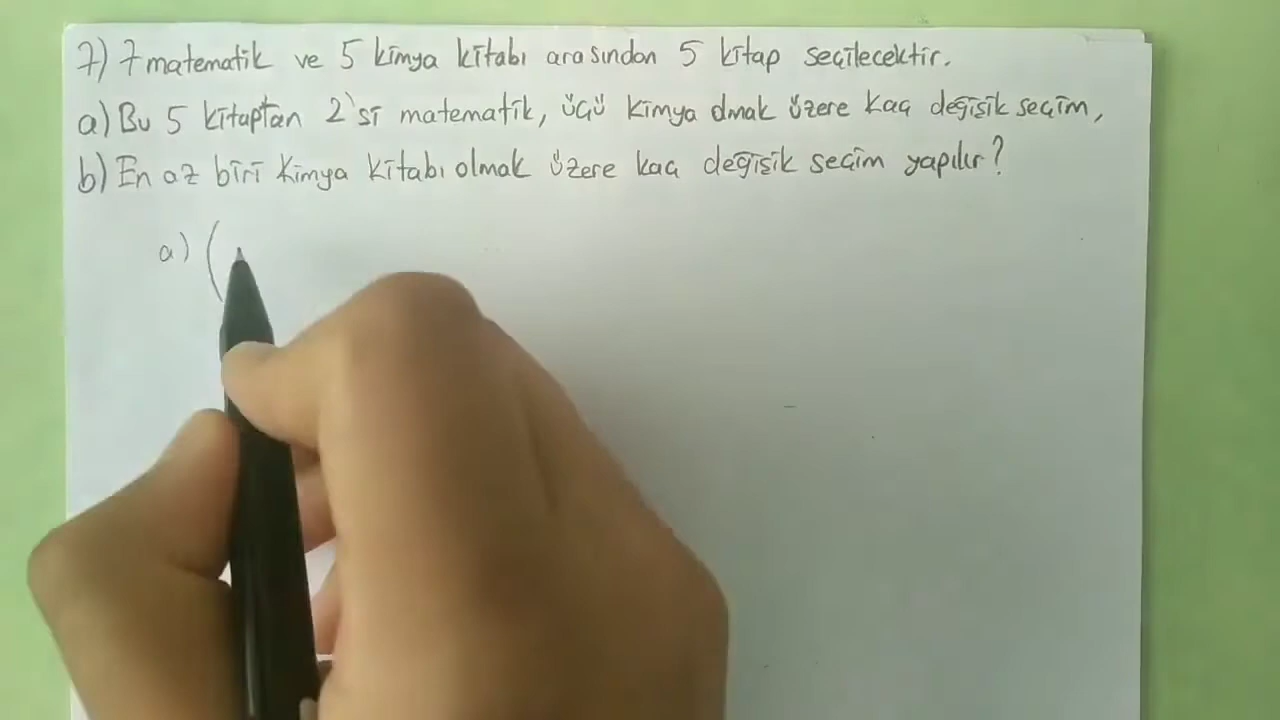 7) 7 matematik ve 5 kimya kitabı arasından 5 kitap seçilecektir.
a) Bu 5 kitaptan 2'si matematik, üçü kimya olmak üzere kaç değişik seçim,
b) En az biri kimya kitabı olmak üzere kaç değişik seçim yapılır?
a) (